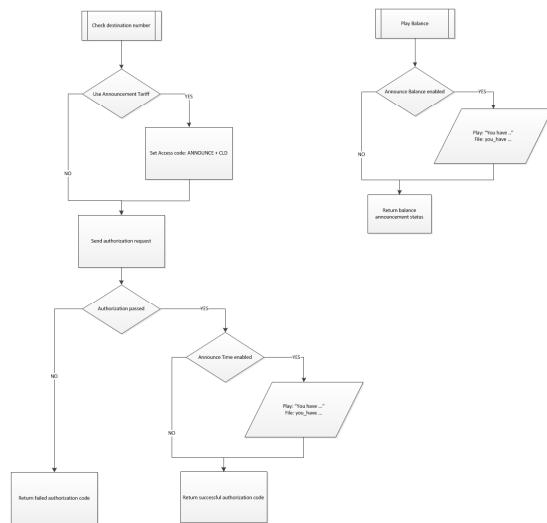 Check destination number
Use Announcement Tariff
YES
Set Access code: ANNOUNCE + CLD
NO
Send authorization request
Authorization passed
YES
Announce Time enabled
YES
NO
Play: "You have ..."
File: you_have ...
NO
Return failed authorization code
Return successful authorization code
Play Balance
Announce Balance enabled
YES
Play: "You have .."
File: you_have ...
NO
Return balance
announcement status